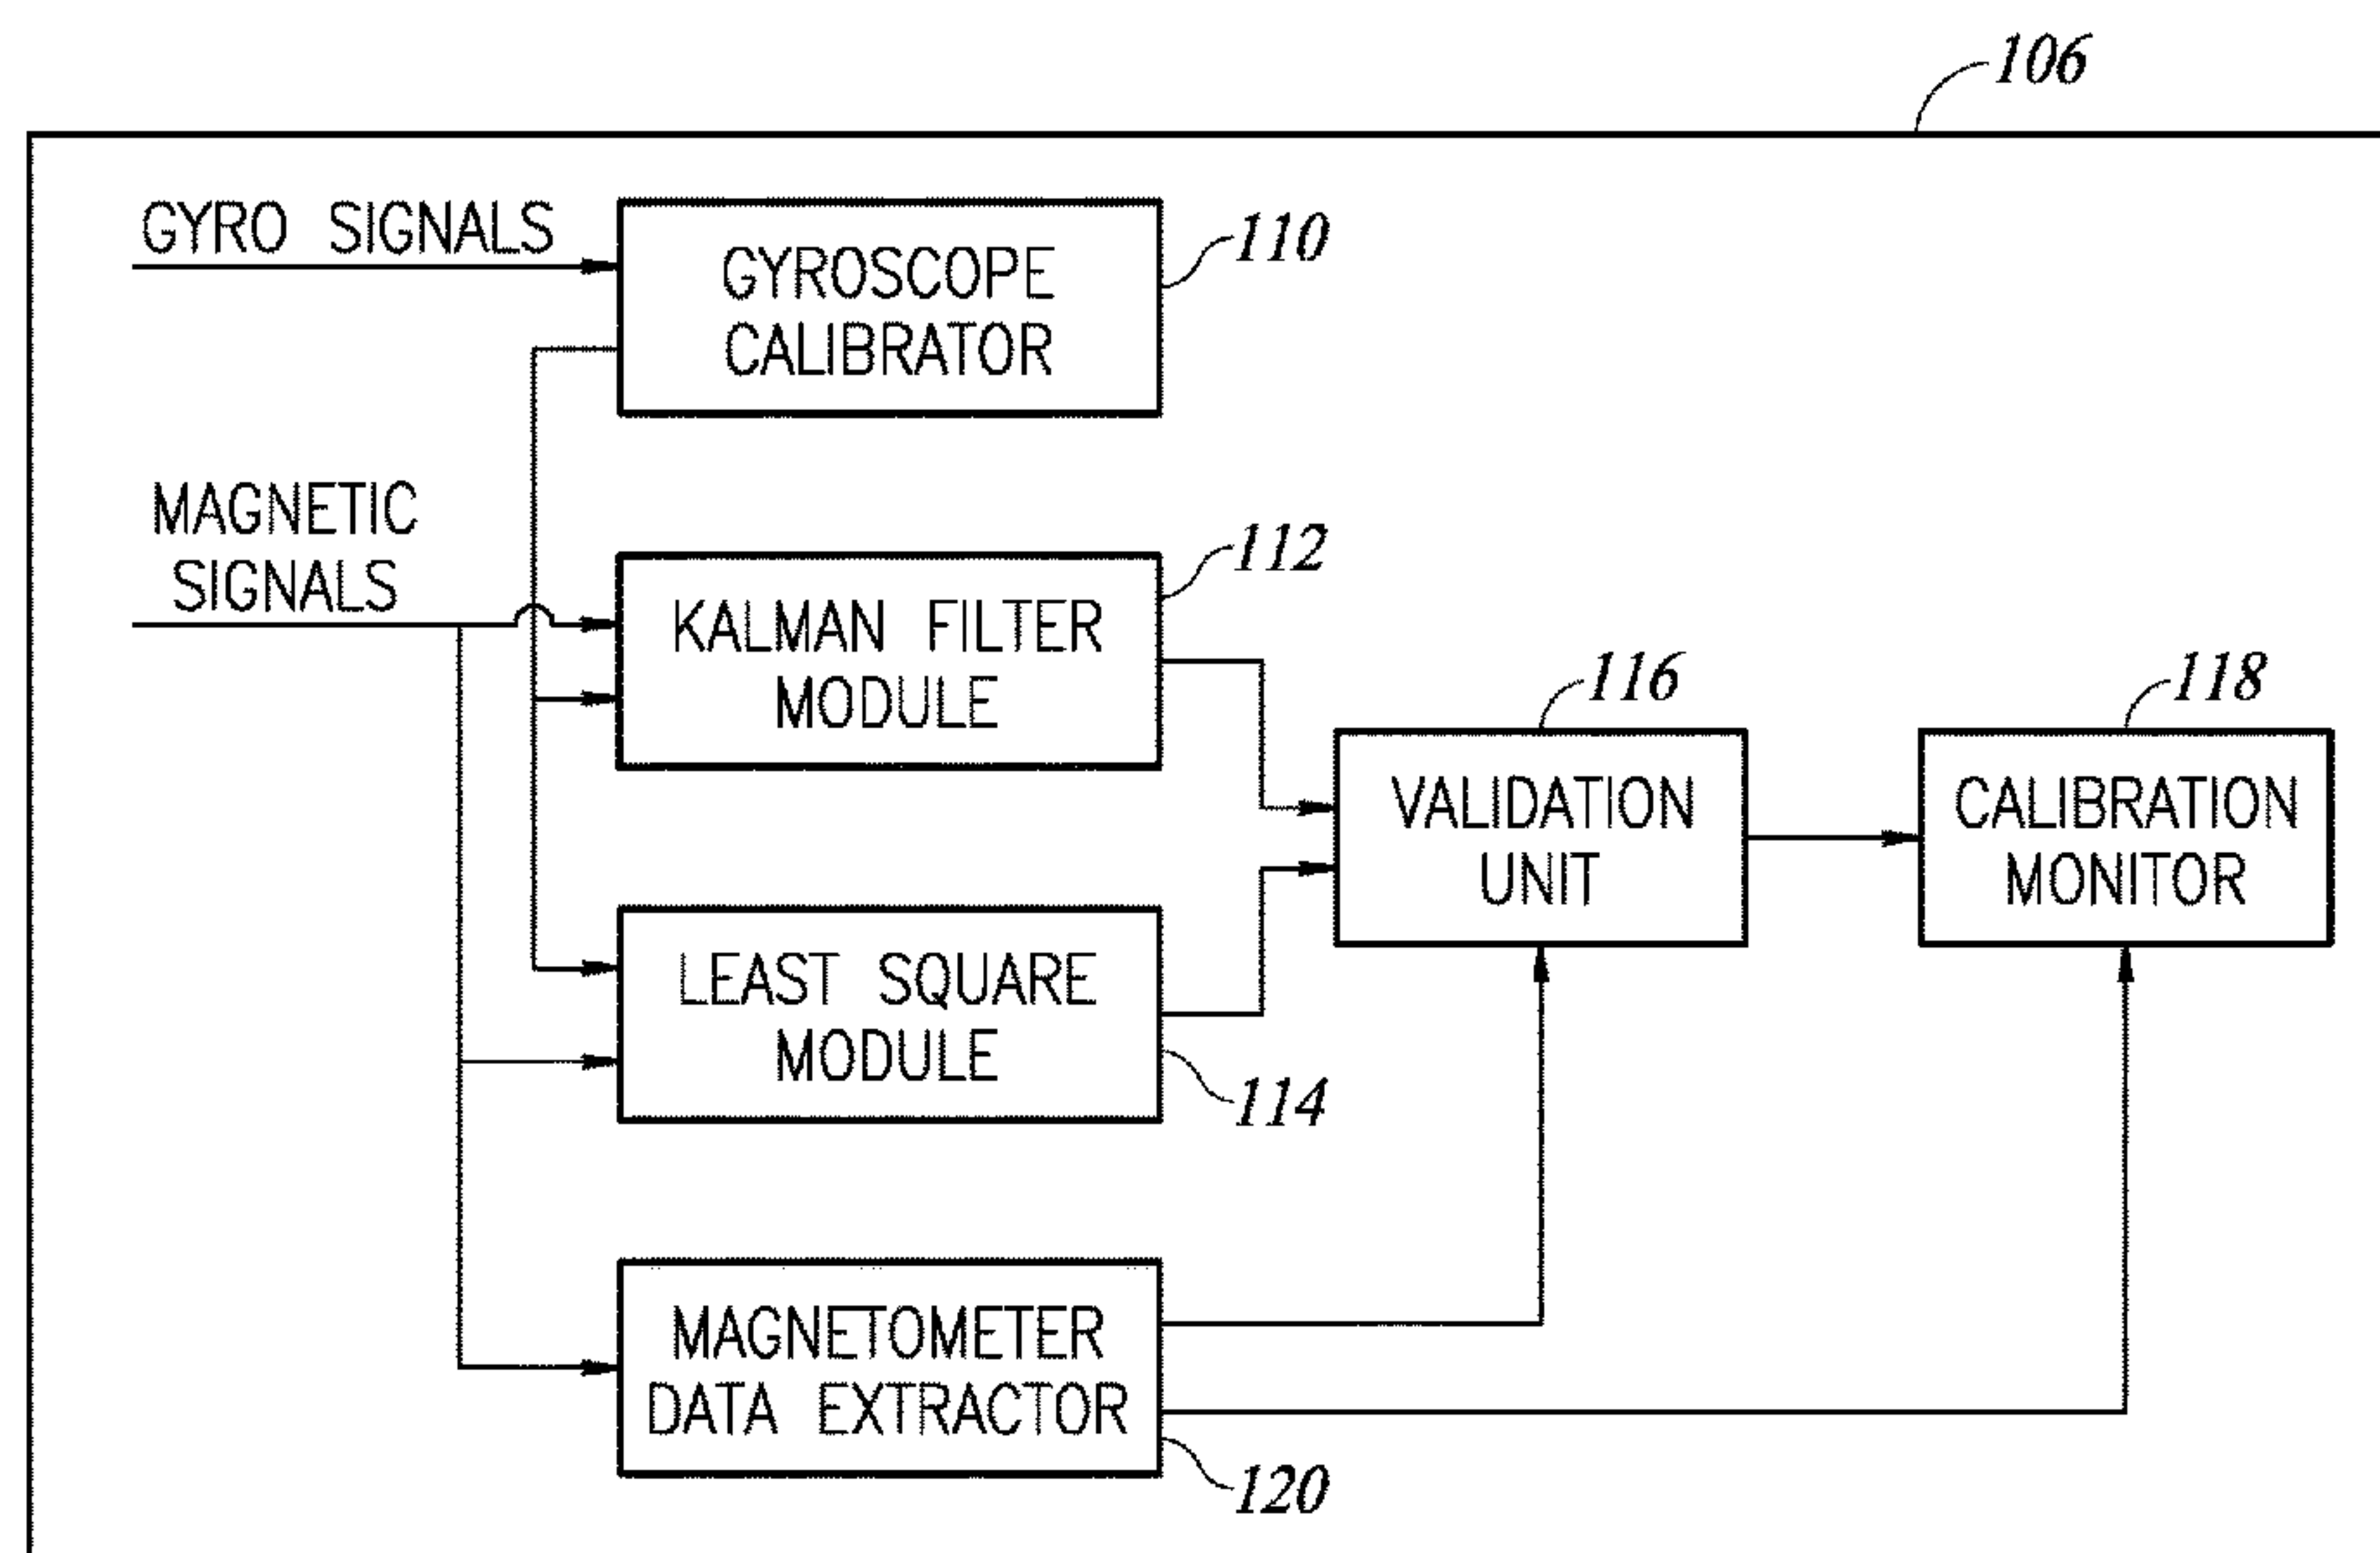 106
GYRO SIGNALS
GYROSCOPE
CALIBRATOR
110
MAGNETIC
SIGNALS
KALMAN FILTER
MODULE
112
VALIDATION
UNIT
116
CALIBRATION
MONITOR
118
LEAST SQUARE
MODULE
114
MAGNETOMETER
DATA EXTRACTOR
120